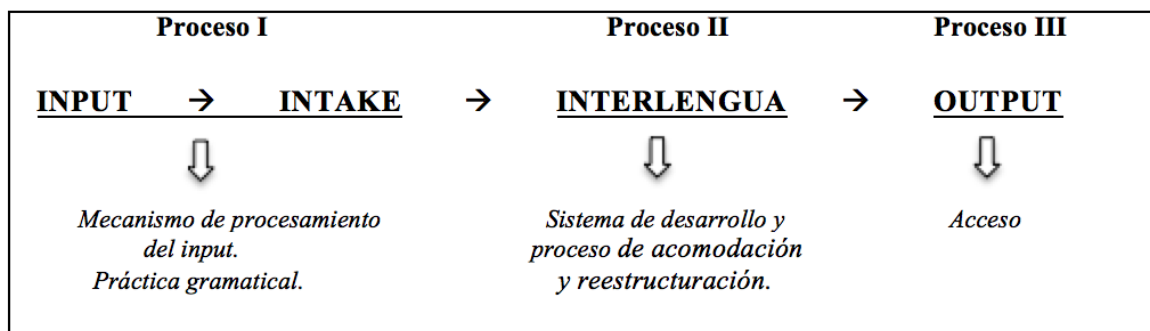 Proceso I Proceso II Proceso III
INPUT → INTAKE → INTERLENGUA → OUTPUT
Mecanismo de procesamiento Sistema de desarrollo y Acceso
del input. proceso de acomodación
Práctica gramatical. y reestructuración.